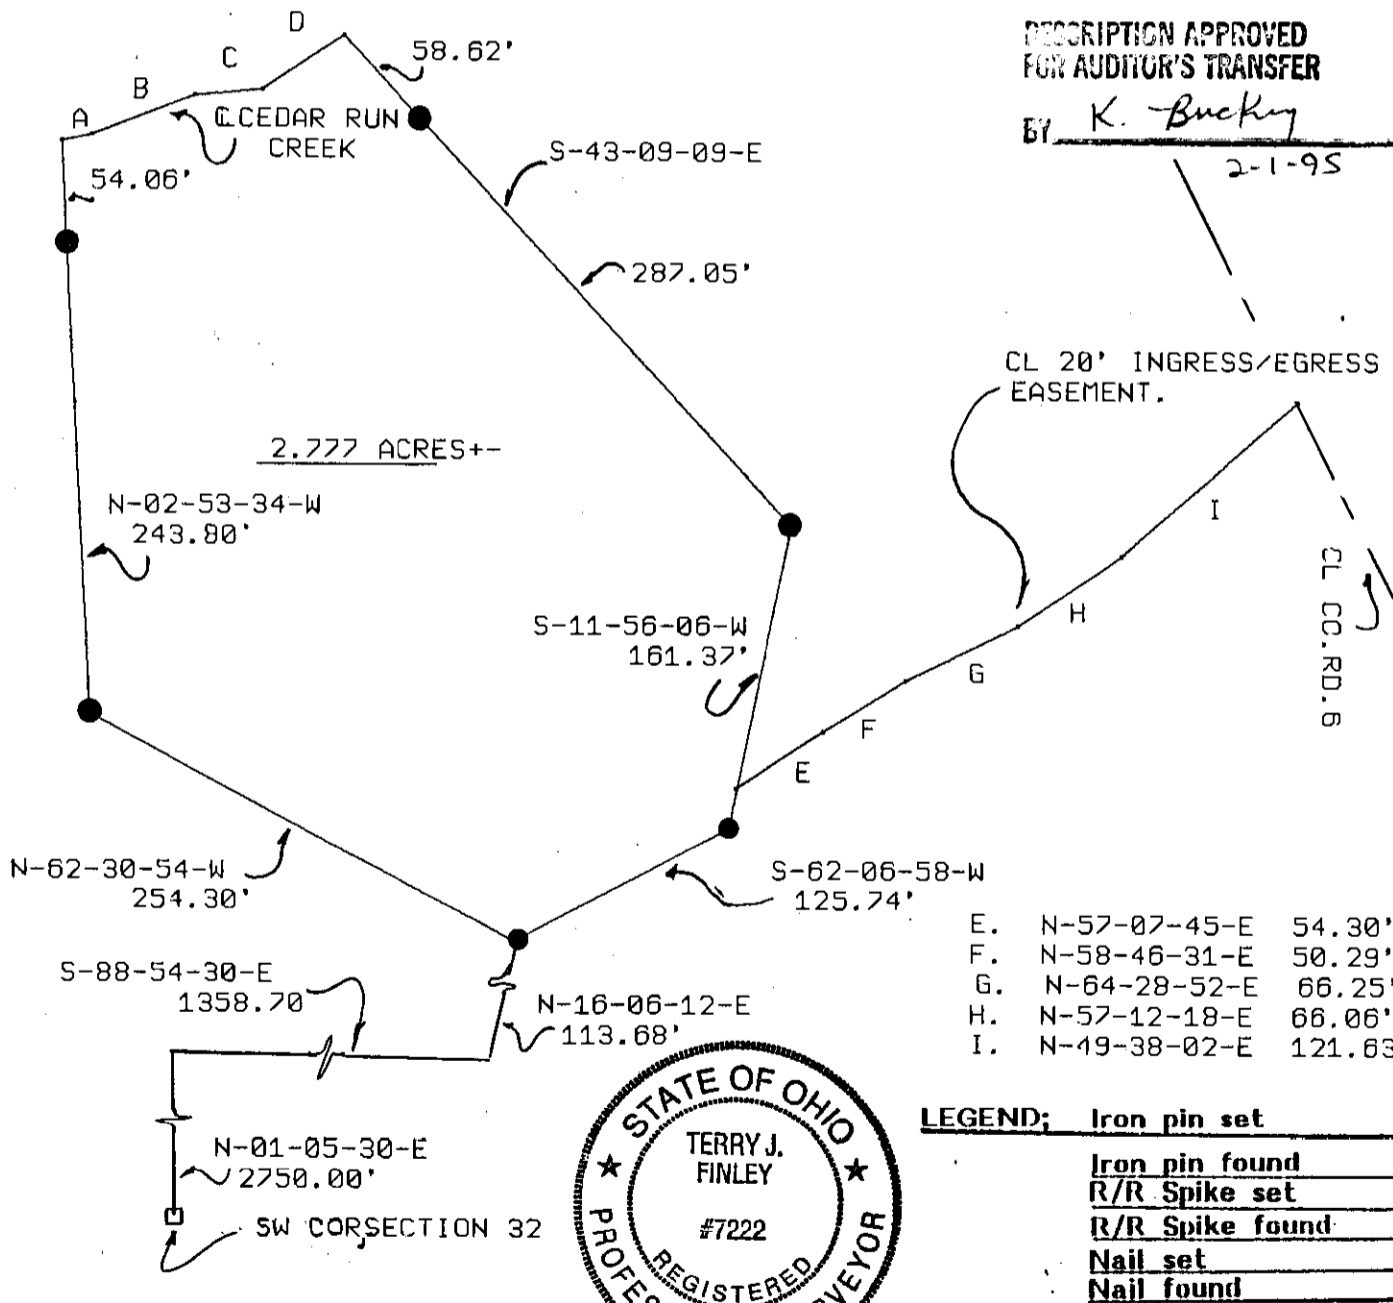 D
58.62'
C
B
A
℄ CEDAR RUN
CREEK
54.06'
S-43-09-09-E
287.05'
DESCRIPTION APPROVED
FOR AUDITOR'S TRANSFER
BY K.
2-1-95
CL 20' INGRESS/EGRESS
EASEMENT.
2.777 ACRES+-
N-02-53-34-W
243.80'
I
CL CO.RD.6
H
S-11-56-06-W
161.37'
G
F
E
N-62-30-54-W
254.30'
S-62-06-58-W
125.74'
E. N-57-07-45-E 54.30'
F. N-58-46-31-E 50.29'
G. N-64-28-52-E 66.25'
H. N-57-12-18-E 66.06'
I. N-49-38-02-E 121.63
S-88-54-30-E
1358.70
N-16-06-12-E
113.68'
N-01-05-30-E
2750.00'
SW CORSECTION 32
STATE OF OHIO
TERRY J.
FINLEY
#7222
REGISTERED
PROFES
VEYOR
LEGEND; Iron pin set
Iron pin found
R/R Spike set
R/R Spike found
Nail set
Nail found